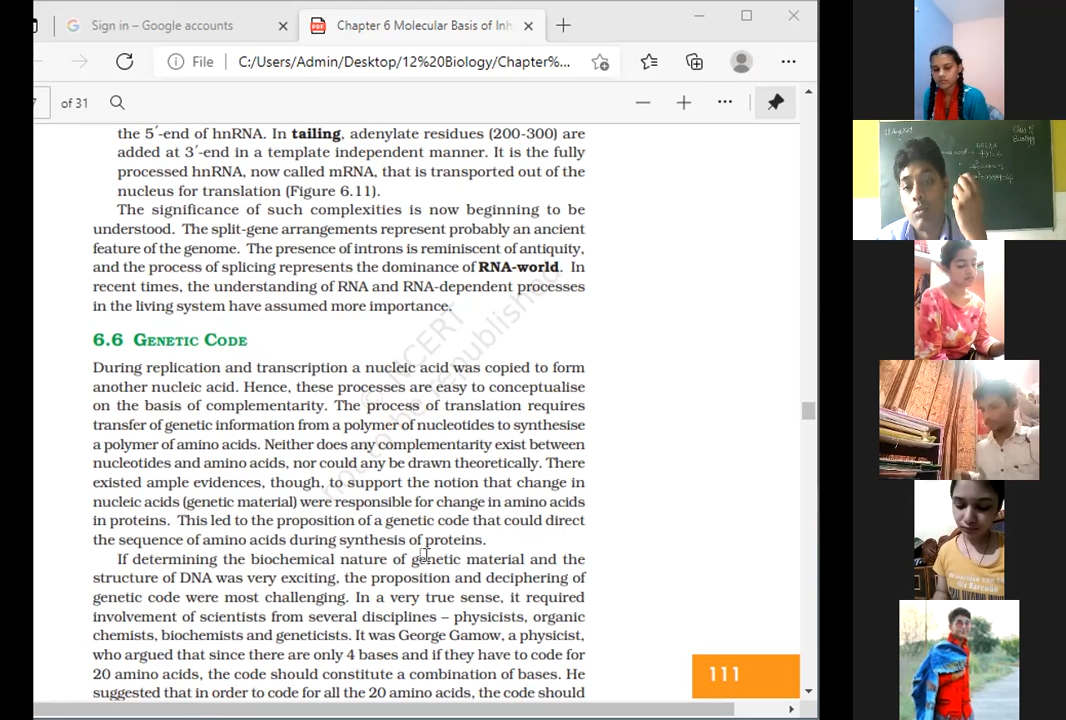 Sign in – Google accounts
Chapter 6 Molecular Basis of Inh
File
C:/Users/Admin/Desktop/12%20Biology/Chapter%...
7 of 31
the 5′-end of hnRNA. In tailing, adenylate residues (200-300) are
added at 3′-end in a template independent manner. It is the fully
processed hnRNA, now called mRNA, that is transported out of the
nucleus for translation (Figure 6.11).
The significance of such complexities is now beginning to be
understood. The split-gene arrangements represent probably an ancient
feature of the genome. The presence of introns is reminiscent of antiquity,
and the process of splicing represents the dominance of RNA-world. In
recent times, the understanding of RNA and RNA-dependent processes
in the living system have assumed more importance.
6.6 GENETIC CODE
During replication and transcription a nucleic acid was copied to form
another nucleic acid. Hence, these processes are easy to conceptualise
on the basis of complementarity. The process of translation requires
transfer of genetic information from a polymer of nucleotides to synthesise
a polymer of amino acids. Neither does any complementarity exist between
nucleotides and amino acids, nor could any be drawn theoretically. There
existed ample evidences, though, to support the notion that change in
nucleic acids (genetic material) were responsible for change in amino acids
in proteins. This led to the proposition of a genetic code that could direct
the sequence of amino acids during synthesis of proteins.
If determining the biochemical nature of genetic material and the
structure of DNA was very exciting, the proposition and deciphering of
genetic code were most challenging. In a very true sense, it required
involvement of scientists from several disciplines – physicists, organic
chemists, biochemists and geneticists. It was George Gamow, a physicist,
who argued that since there are only 4 bases and if they have to code for
20 amino acids, the code should constitute a combination of bases. He
suggested that in order to code for all the 20 amino acids, the code should
© NCERT
not to be republished
111
Biology